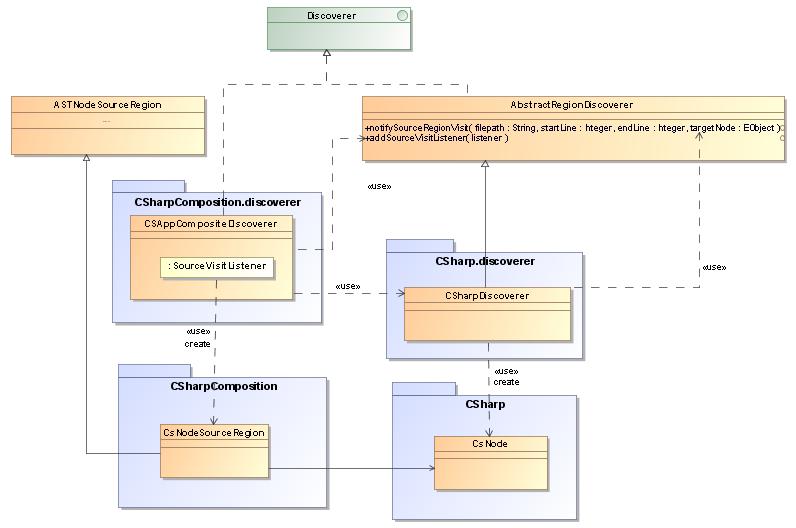 Discoverer
ASTNodeSourceRegion
...
AbstractRegionDiscoverer
+notifySourceRegionVisit( filepath : String, startLine : Integer, endLine : Integer, targetNode : EObject )
+addSourceVisitListener( listener )
«use»
CSharpComposition.discoverer
CSAppCompositeDiscoverer
: SourceVisitListener
«use»
CSharp.discoverer
CSharpDiscoverer
«use»
«use»
create
«use»
create
CSharpComposition
CsNodeSourceRegion
CSharp
CsNode